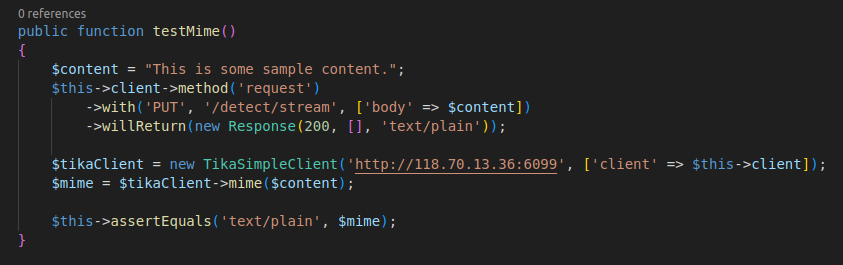 0 references
public function testMime()
{
    $content = "This is some sample content.";
    $this->client->method('request')
        ->with('PUT', '/detect/stream', ['body' => $content])
        ->willReturn(new Response(200, [], 'text/plain'));

    $tikaClient = new TikaSimpleClient('http://118.70.13.36:6099', ['client' => $this->client]);
    $mime = $tikaClient->mime($content);

    $this->assertEquals('text/plain', $mime);
}